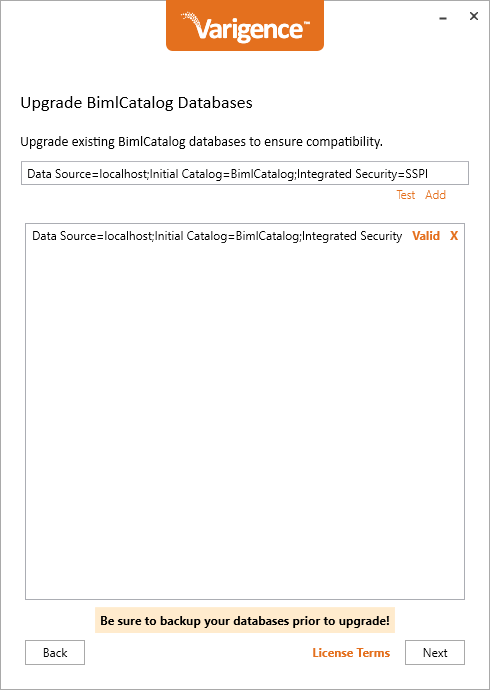 Varigence™
Upgrade BimlCatalog Databases
Upgrade existing BimlCatalog databases to ensure compatibility.
Data Source=localhost;Initial Catalog=BimlCatalog;Integrated Security=SSPI
Test Add
Data Source=localhost;Initial Catalog=BimlCatalog;Integrated Security Valid X
Be sure to backup your databases prior to upgrade!
Back License Terms Next